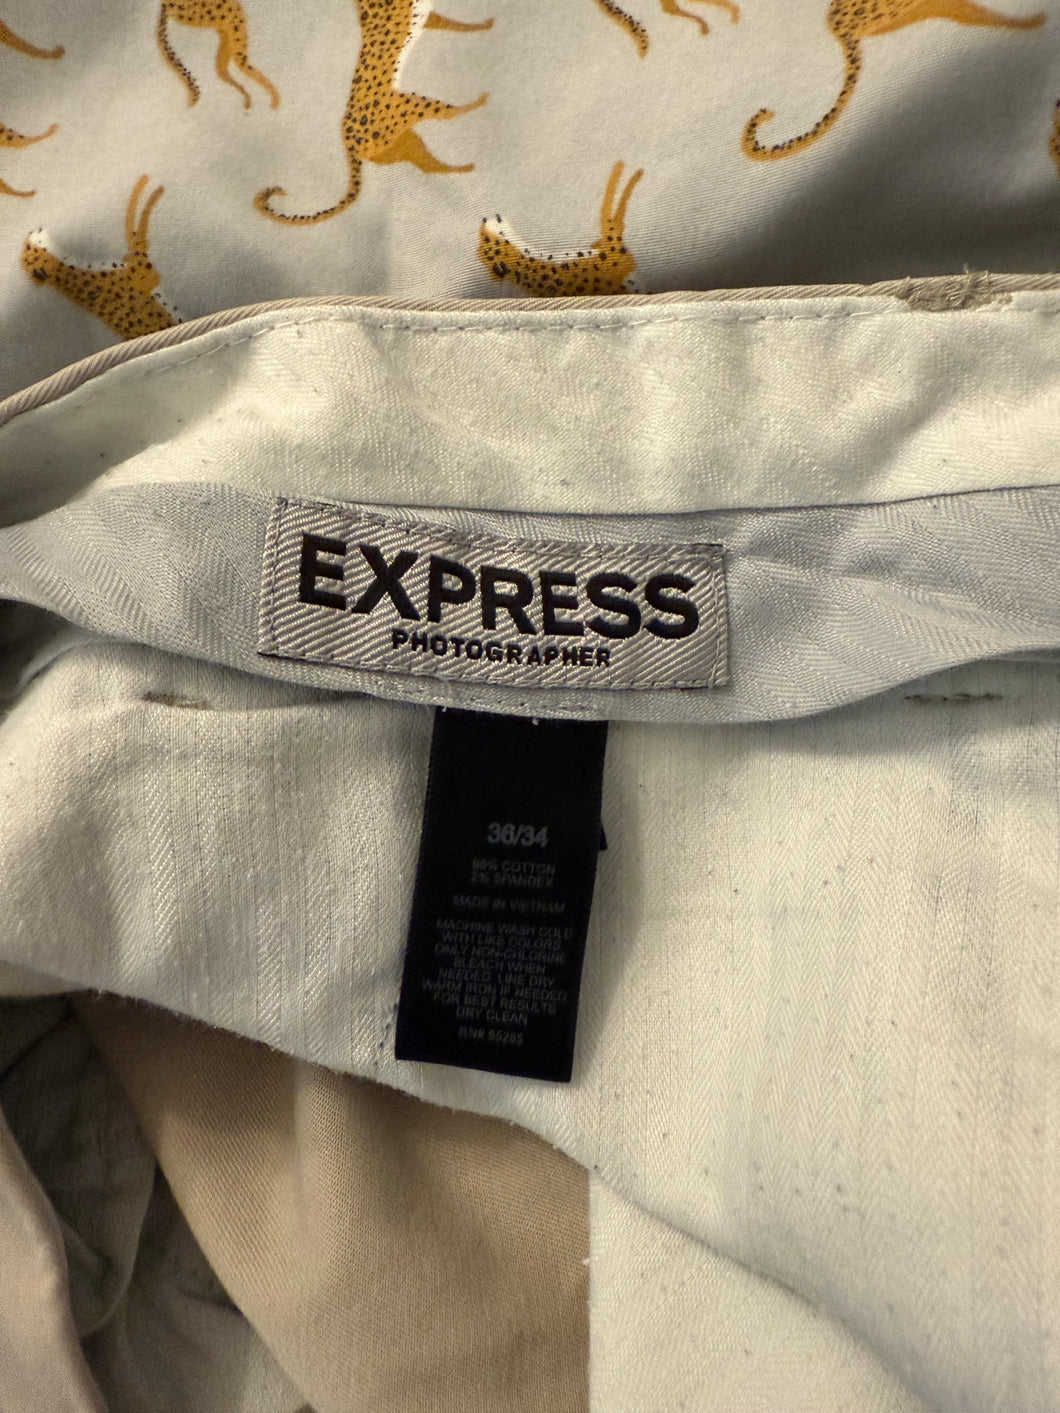 EXPRESS
PHOTOGRAPHER
36/34
98% COTTON
2% SPANDEX
MADE IN VIETNAM
MACHINE WASH COLD
WITH LIKE COLORS.
ONLY NON-CHLORINE
BLEACH WHEN
NEEDED. LINE DRY.
WARM IRON IF NEEDED.
FOR BEST RESULTS
DRY CLEAN
RN# 55285